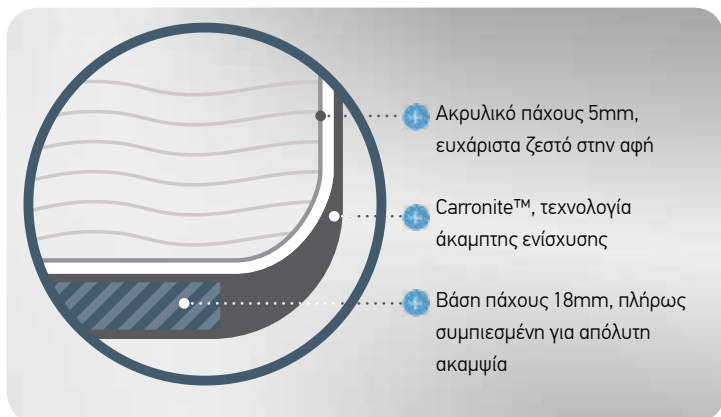 Ακρυλικό πάχους 5mm,
ευχάριστα ζεστό στην αφή
Carronite™, τεχνολογία
άκαμπτης ενίσχυσης
Βάση πάχους 18mm, πλήρως
συμπιεσμένη για απόλυτη
ακαμψία